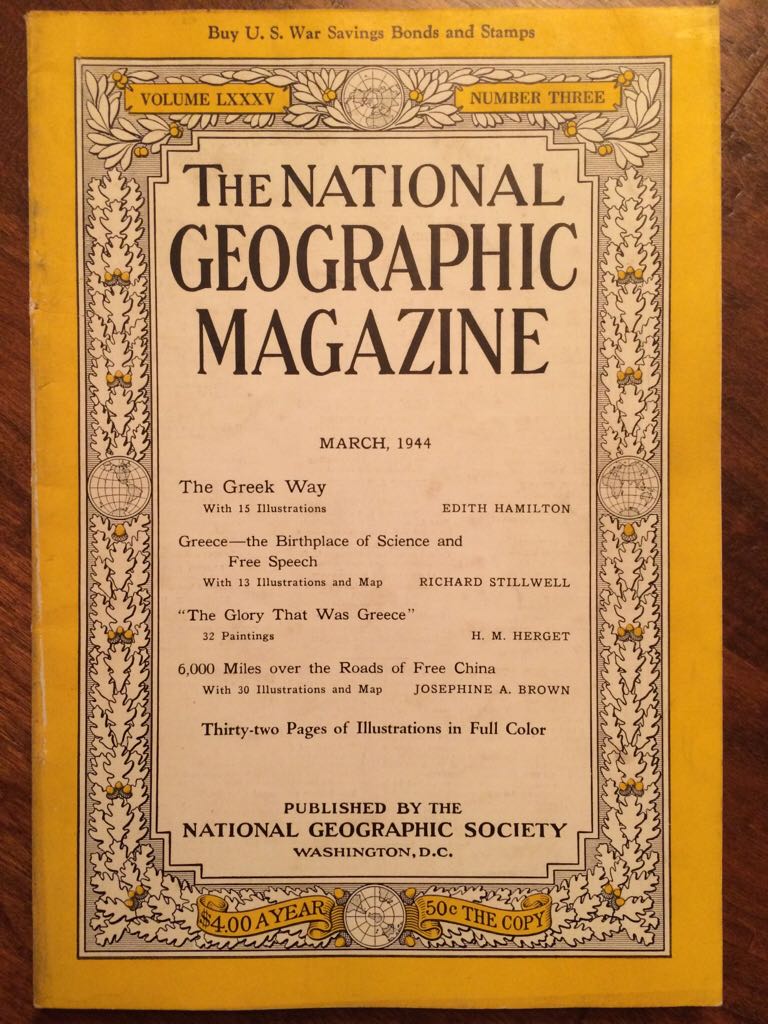 Buy U. S. War Savings Bonds and Stamps
VOLUME LXXXV NUMBER THREE
THE NATIONAL
GEOGRAPHIC
MAGAZINE
MARCH, 1944
The Greek Way
With 15 Illustrations EDITH HAMILTON
Greece—the Birthplace of Science and
Free Speech
With 13 Illustrations and Map RICHARD STILLWELL
"The Glory That Was Greece"
32 Paintings H. M. HERGET
6,000 Miles over the Roads of Free China
With 30 Illustrations and Map JOSEPHINE A. BROWN
Thirty-two Pages of Illustrations in Full Color
PUBLISHED BY THE
NATIONAL GEOGRAPHIC SOCIETY
WASHINGTON, D.C.
$4.00 A YEAR 50c THE COPY